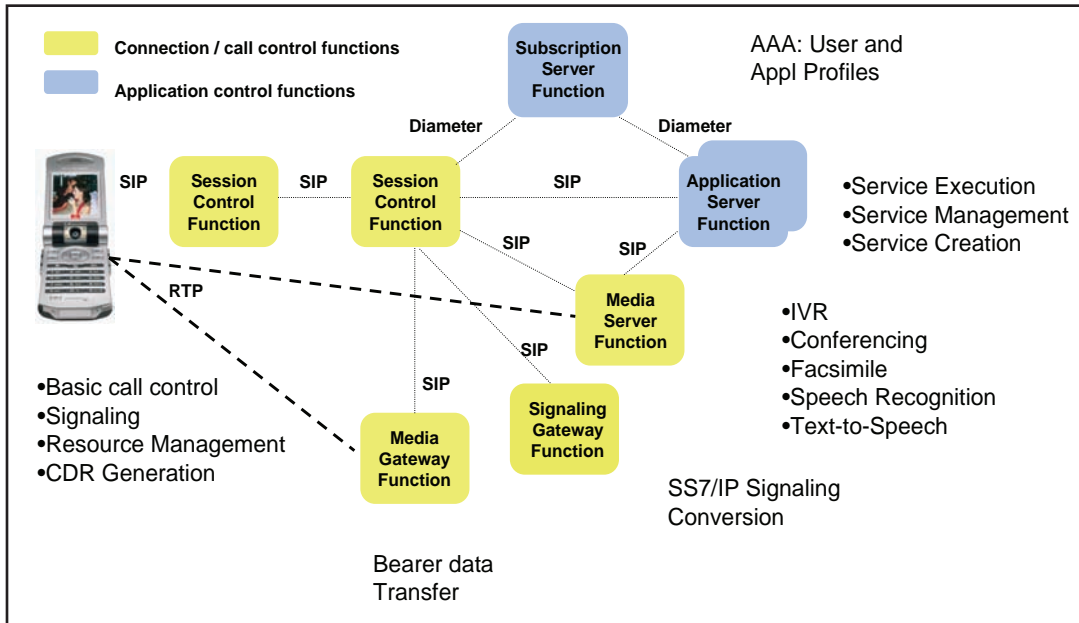 Connection / call control functions
Application control functions
Subscription
Server
Function
AAA: User and
Appl Profiles
Diameter
Diameter
SIP
Session
Control
Function
SIP
Session
Control
Function
SIP
Application
Server
Function
•Service Execution
•Service Management
•Service Creation
SIP
SIP
RTP
Media
Server
Function
•IVR
•Conferencing
•Facsimile
•Speech Recognition
•Text-to-Speech
SIP
SIP
•Basic call control
•Signaling
•Resource Management
•CDR Generation
Media
Gateway
Function
Signaling
Gateway
Function
SS7/IP Signaling
Conversion
Bearer data
Transfer